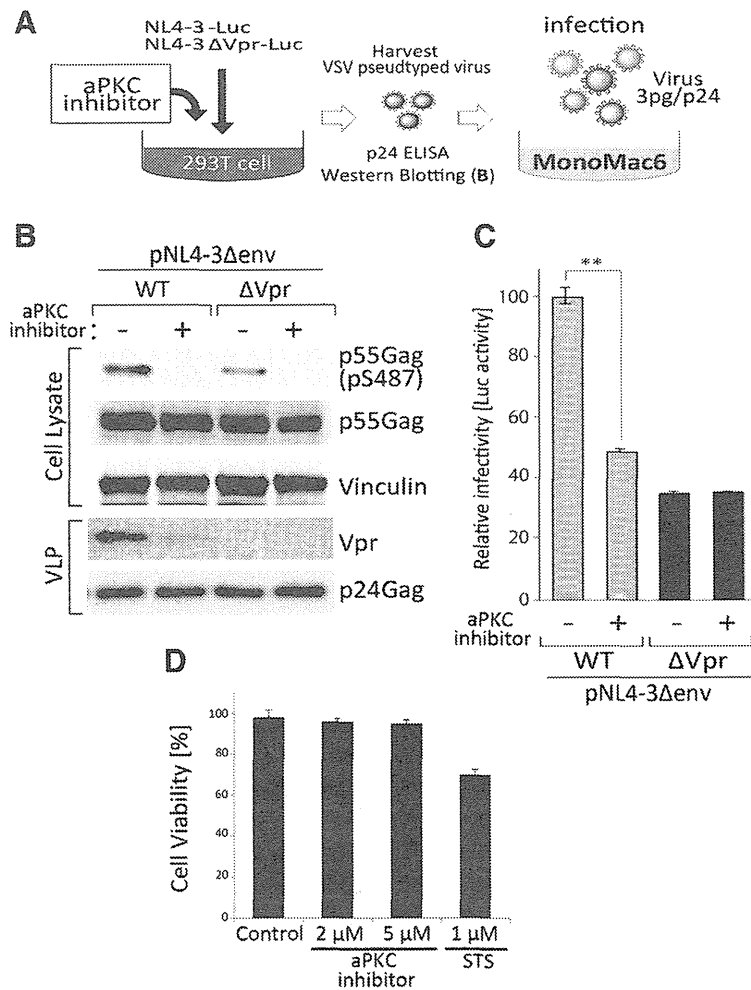 A
NL4-3-Luc
NL4-3 ΔVpr-Luc
aPKC
inhibitor
293T cell
Harvest
VSV pseudtyped virus
p24 ELISA
Western Blotting (B)
infection
Virus
3pg/p24
MonoMac6
B
pNL4-3Δenv
WT
ΔVpr
aPKC
inhibitor :
-
+
-
+
Cell Lysate
p55Gag
(pS487)
p55Gag
Vinculin
VLP
Vpr
p24Gag
C
Relative infectivity [Luc activity]
100
80
60
40
20
0
**
aPKC
inhibitor
-
+
-
+
WT
ΔVpr
pNL4-3Δenv
D
Cell Viability [%]
100
80
60
40
20
0
Control
2 μM
5 μM
1 μM
aPKC
inhibitor
STS